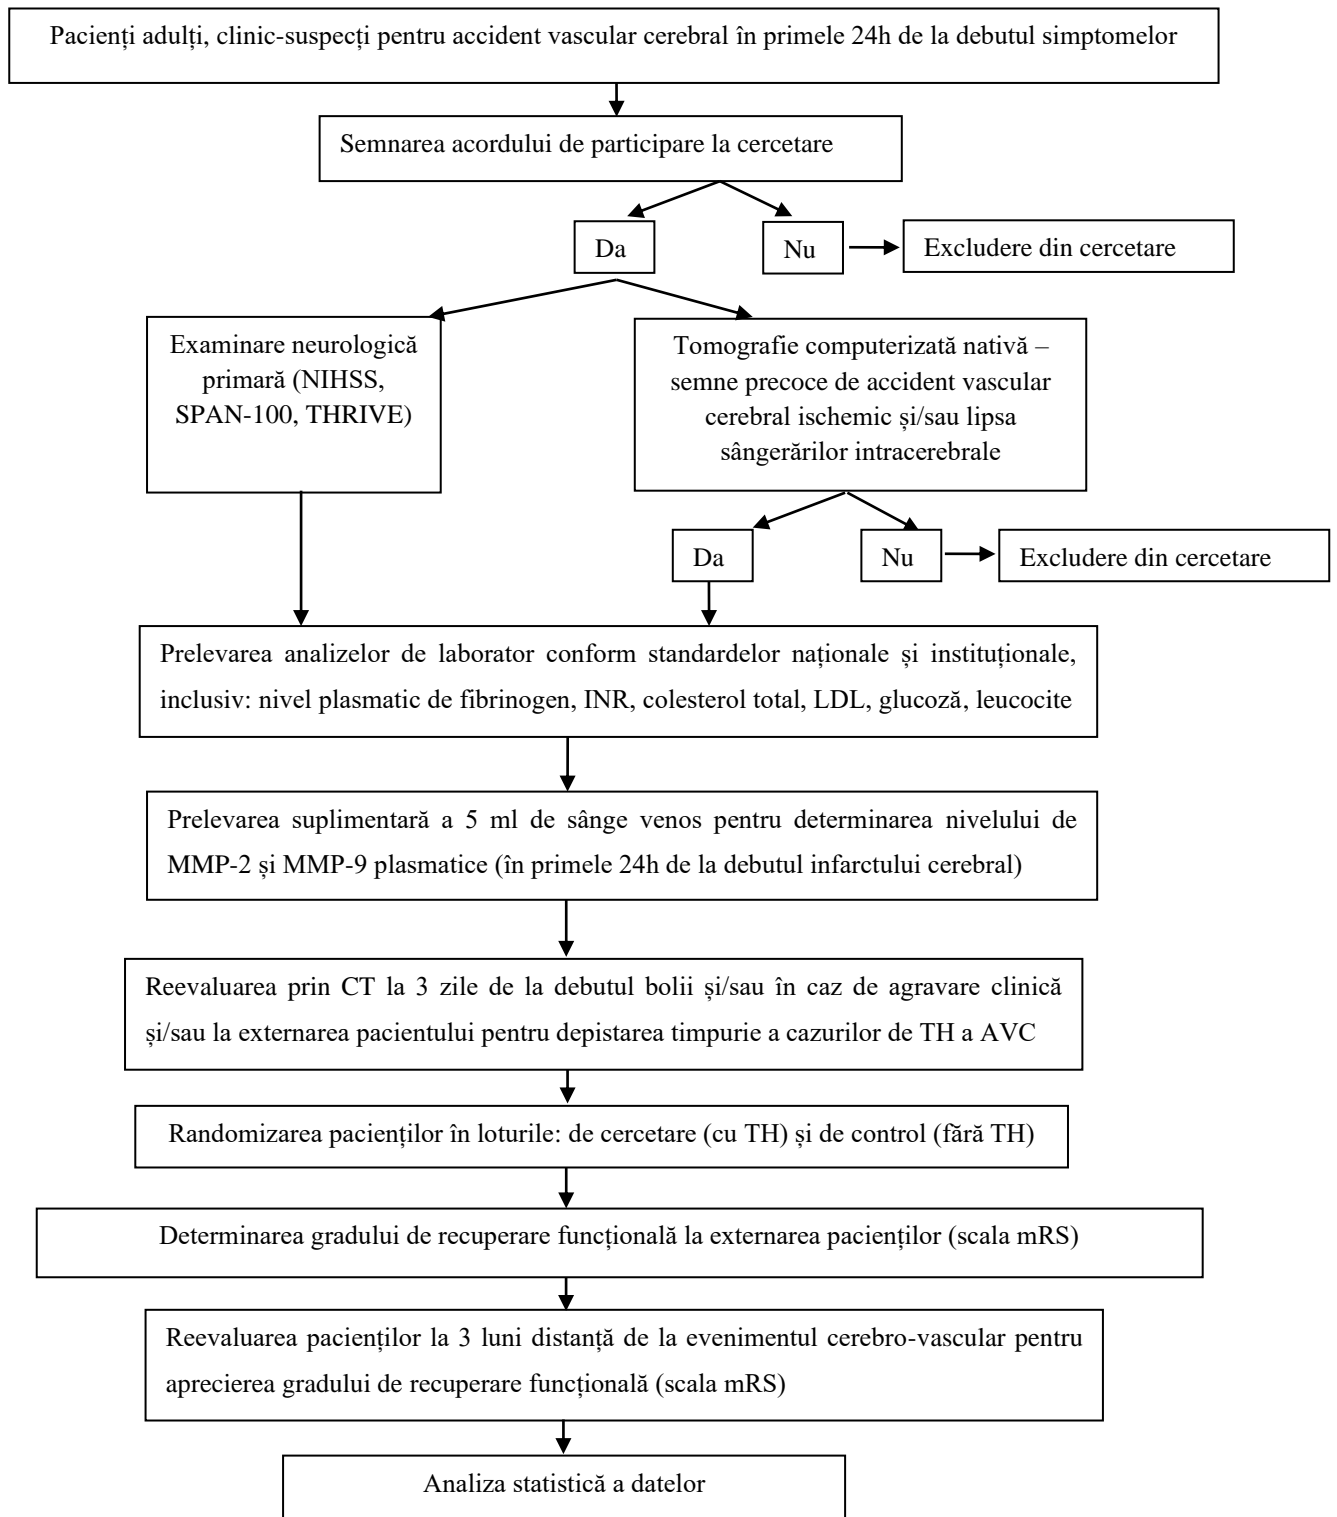 Pacienți adulți, clinic-suspecți pentru accident vascular cerebral în primele 24h de la debutul simptomelor
Semnarea acordului de participare la cercetare
Da
Nu
Excludere din cercetare
Examinare neurologică
primară (NIHSS,
SPAN-100, THRIVE)
Tomografie computerizată nativă –
semne precoce de accident vascular
cerebral ischemic și/sau lipsa
sângerărilor intracerebrale
Da
Nu
Excludere din cercetare
Prelevarea analizelor de laborator conform standardelor naționale și instituționale,
inclusiv: nivel plasmatic de fibrinogen, INR, colesterol total, LDL, glucoză, leucocite
Prelevarea suplimentară a 5 ml de sânge venos pentru determinarea nivelului de
MMP-2 și MMP-9 plasmatice (în primele 24h de la debutul infarctului cerebral)
Reevaluarea prin CT la 3 zile de la debutul bolii și/sau în caz de agravare clinică
și/sau la externarea pacientului pentru depistarea timpurie a cazurilor de TH a AVC
Randomizarea pacienților în loturile: de cercetare (cu TH) și de control (fără TH)
Determinarea gradului de recuperare funcțională la externarea pacienților (scala mRS)
Reevaluarea pacienților la 3 luni distanță de la evenimentul cerebro-vascular pentru
aprecierea gradului de recuperare funcțională (scala mRS)
Analiza statistică a datelor